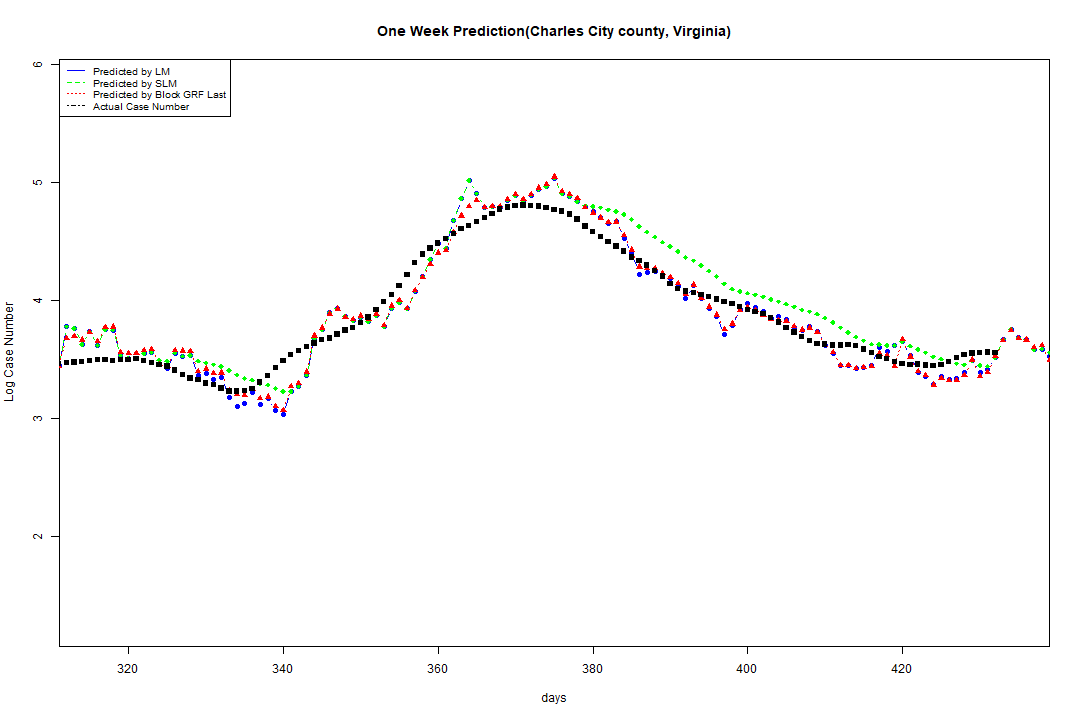 One Week Prediction(Charles City county, Virginia)
Predicted by LM
Predicted by SLM
Predicted by Block GRF Last
Actual Case Number
6
5
4
3
2
Log Case Number
320 340 360 380 400 420
days